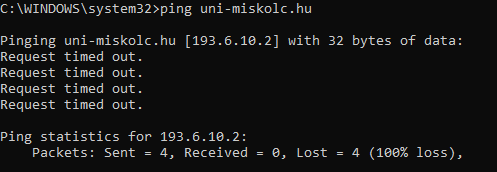 C:\WINDOWS\system32>ping uni-miskolc.hu
Pinging uni-miskolc.hu [193.6.10.2] with 32 bytes of data:
Request timed out.
Request timed out.
Request timed out.
Request timed out.
Ping statistics for 193.6.10.2:
    Packets: Sent = 4, Received = 0, Lost = 4 (100% loss),